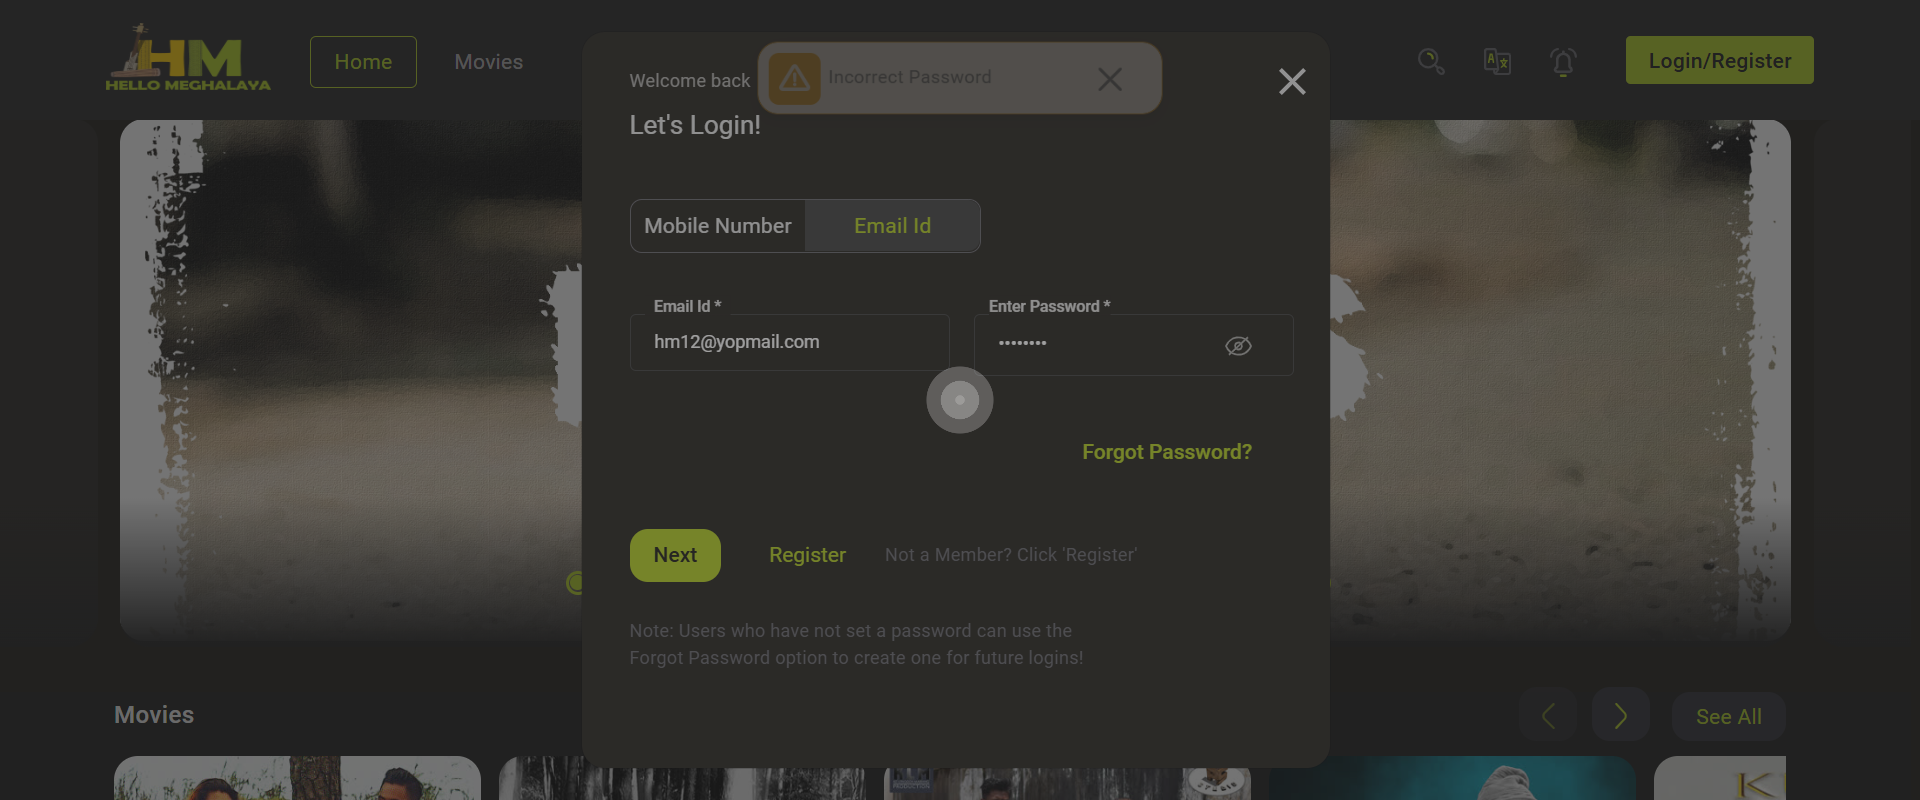 HM
HELLO MEGHALAYA
Home
Movies
Login/Register
Welcome back
Incorrect Password
Let's Login!
Mobile Number
Email Id
Email Id *
Enter Password *
hm12@yopmail.com
••••••••
Forgot Password?
Next
Register
Not a Member? Click 'Register'
Note: Users who have not set a password can use the
Forgot Password option to create one for future logins!
Movies
See All
PRODUCTION
STUDIO